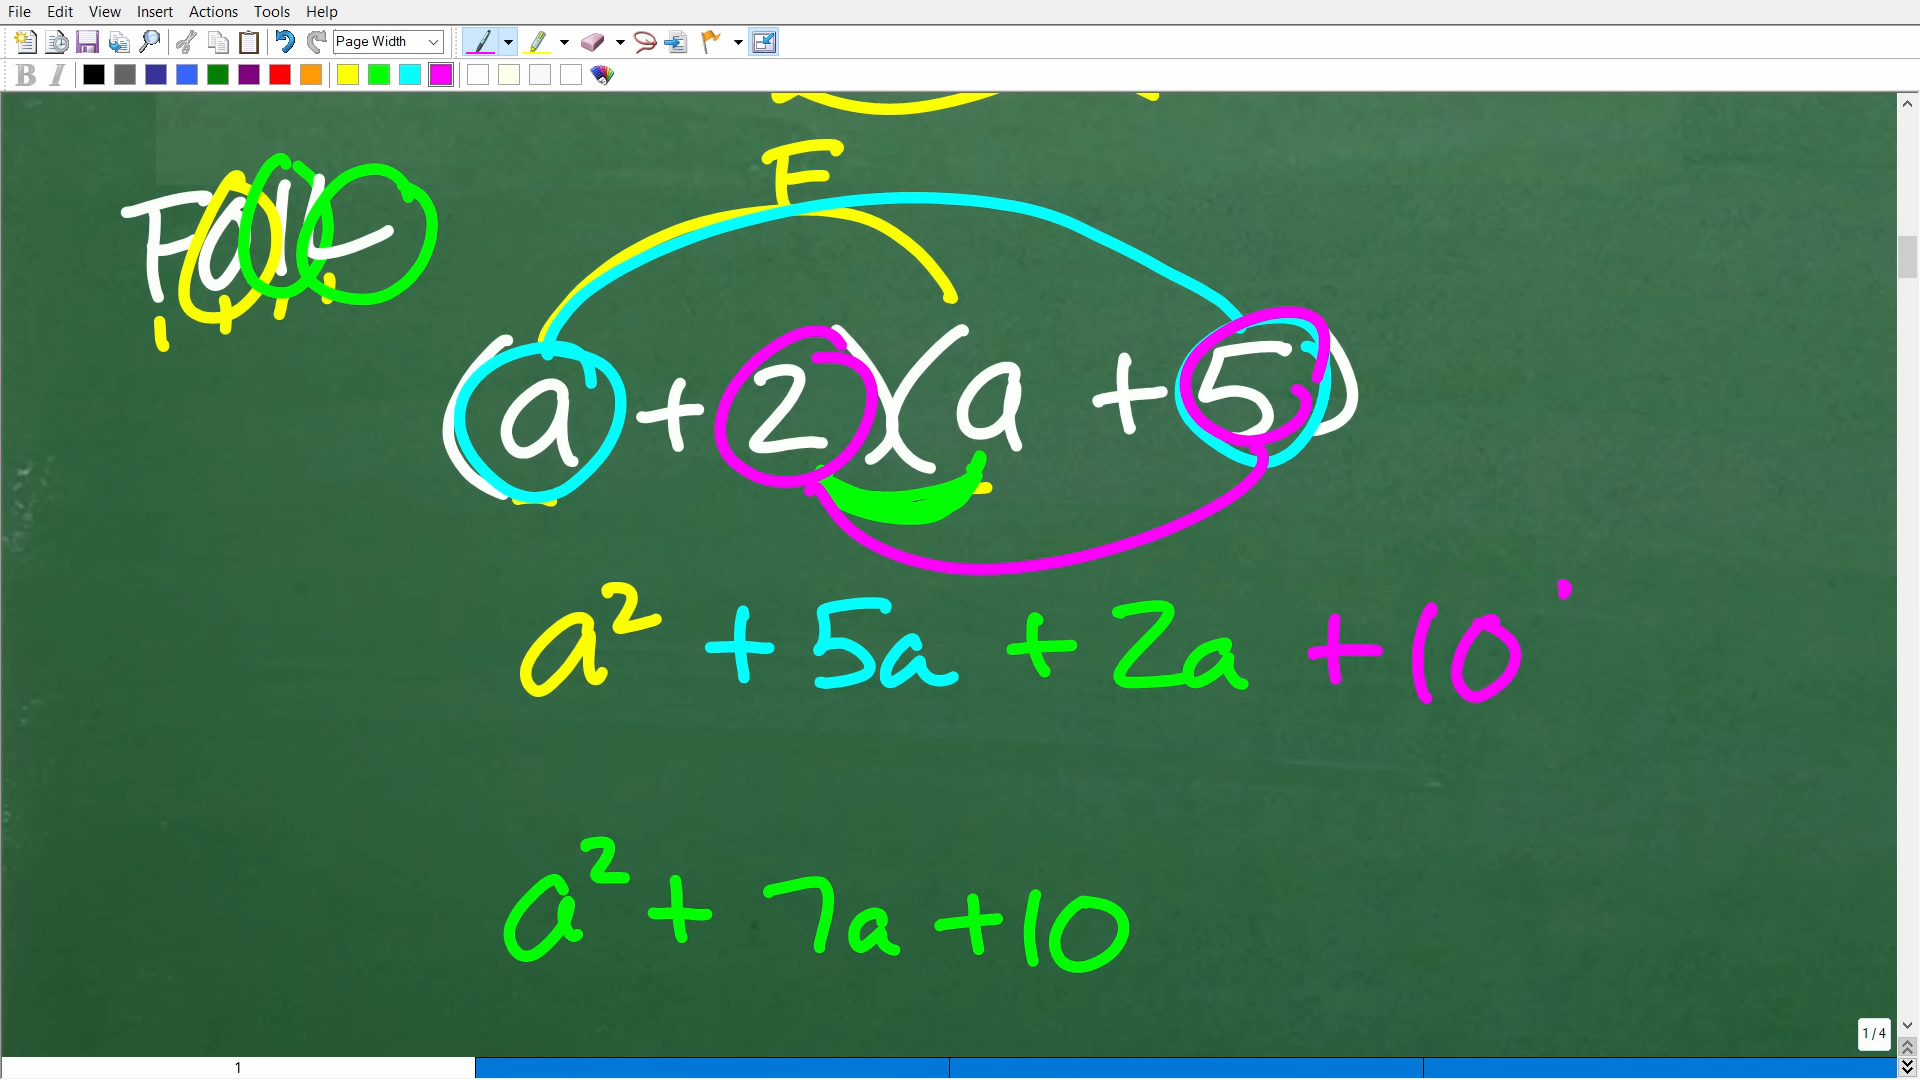 File Edit View Insert Actions Tools Help
Page Width
B I
F
FOIL
(a + 2)(a + 5)
a² + 5a + 2a + 10
a² + 7a + 10
1 / 4
1